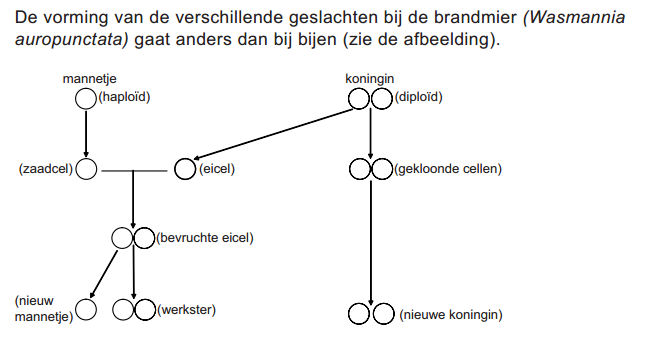 De vorming van de verschillende geslachten bij de brandmier (Wasmannia
auropunctata) gaat anders dan bij bijen (zie de afbeelding).
mannetje
koningin
(haploïd)
(diploïd)
(zaadcel)
(eicel)
(gekloonde cellen)
(bevruchte eicel)
(nieuw
mannetje)
(werkster)
(nieuwe koningin)